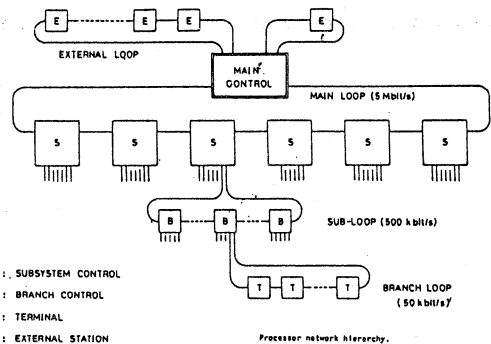 E E E E
EXTERNAL LOOP
MAIN
CONTROL
MAIN LOOP (5 Mbit/s)
S S S S S S
B B B
SUB-LOOP (500 kbit/s)
: SUBSYSTEM CONTROL
T T T
BRANCH LOOP
(50 kbit/s)
: BRANCH CONTROL
: TERMINAL
: EXTERNAL STATION
Processor network hierarchy.